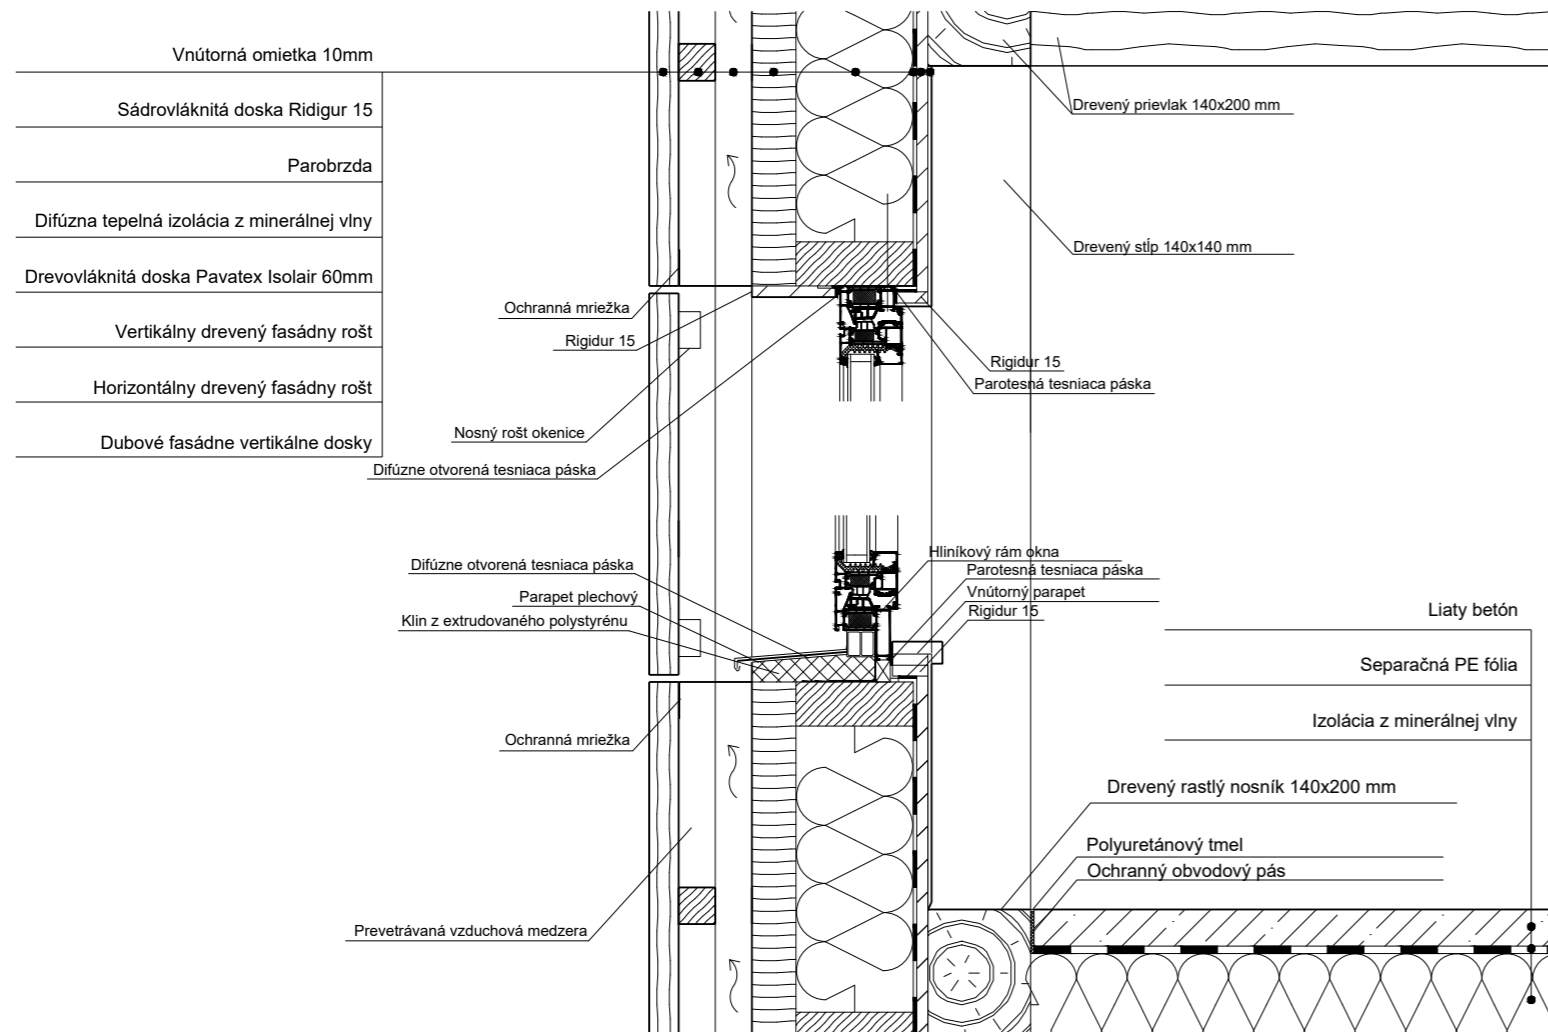 Vnútorná omietka 10mm
Sádrovláknitá doska Ridigur 15
Parobrzda
Difúzna tepelná izolácia z minerálnej vlny
Drevovláknitá doska Pavatex Isolair 60mm
Vertikálny drevený fasádny rošt
Horizontálny drevený fasádny rošt
Dubové fasádne vertikálne dosky
Drevený prievlak 140x200 mm
Drevený stĺp 140x140 mm
Ochranná mriežka
Rigidur 15
Nosný rošt okenice
Difúzne otvorená tesniaca páska
Rigidur 15
Parotesná tesniaca páska
Difúzne otvorená tesniaca páska
Parapet plechový
Klin z extrudovaného polystyrénu
Hliníkový rám okna
Parotesná tesniaca páska
Vnútorný parapet
Rigidur 15
Ochranná mriežka
Prevetrávaná vzduchová medzera
Liaty betón
Separačná PE fólia
Izolácia z minerálnej vlny
Drevený rastlý nosník 140x200 mm
Polyuretánový tmel
Ochranný obvodový pás